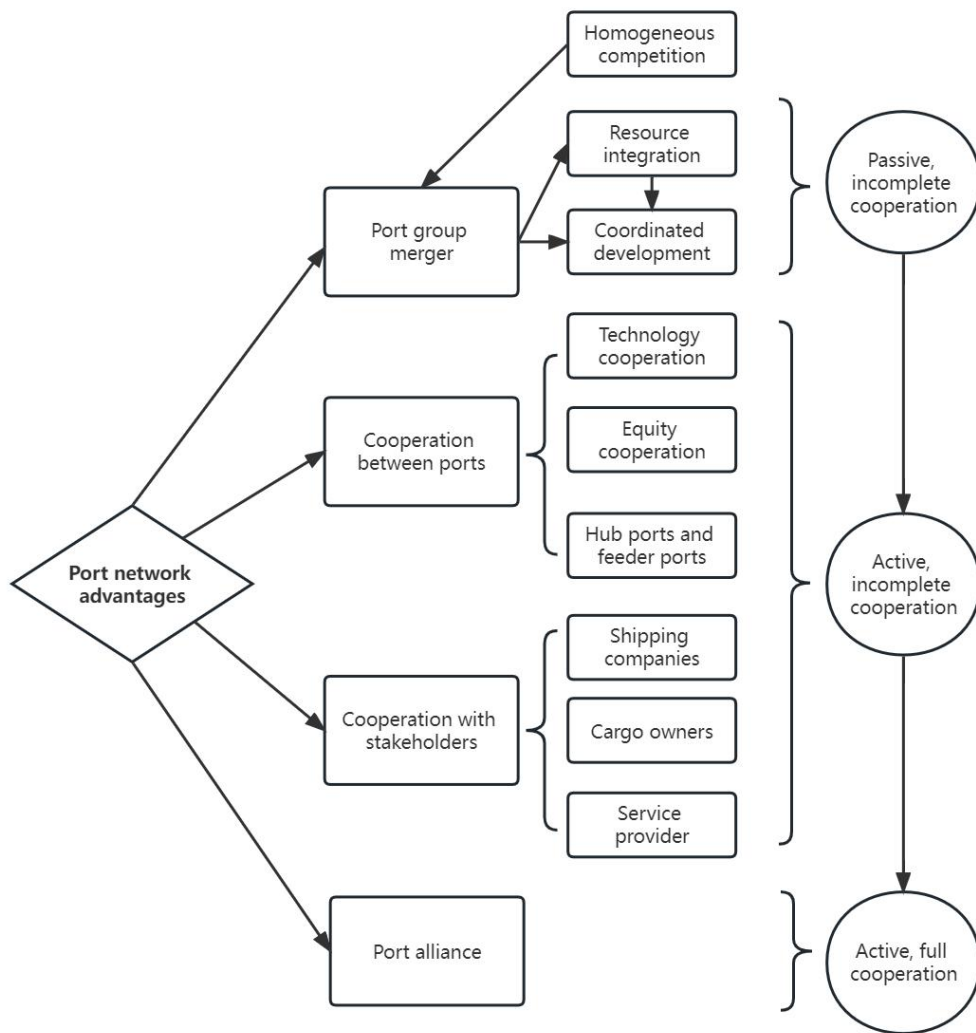 Homogeneous
competition
Resource
integration
Passive,
incomplete
cooperation
Port group
merger
Coordinated
development
Technology
cooperation
Cooperation
between ports
Equity
cooperation
Hub ports and
feeder ports
Active,
incomplete
cooperation
Port network
advantages
Shipping
companies
Cooperation with
stakeholders
Cargo owners
Service
provider
Port alliance
Active, full
cooperation